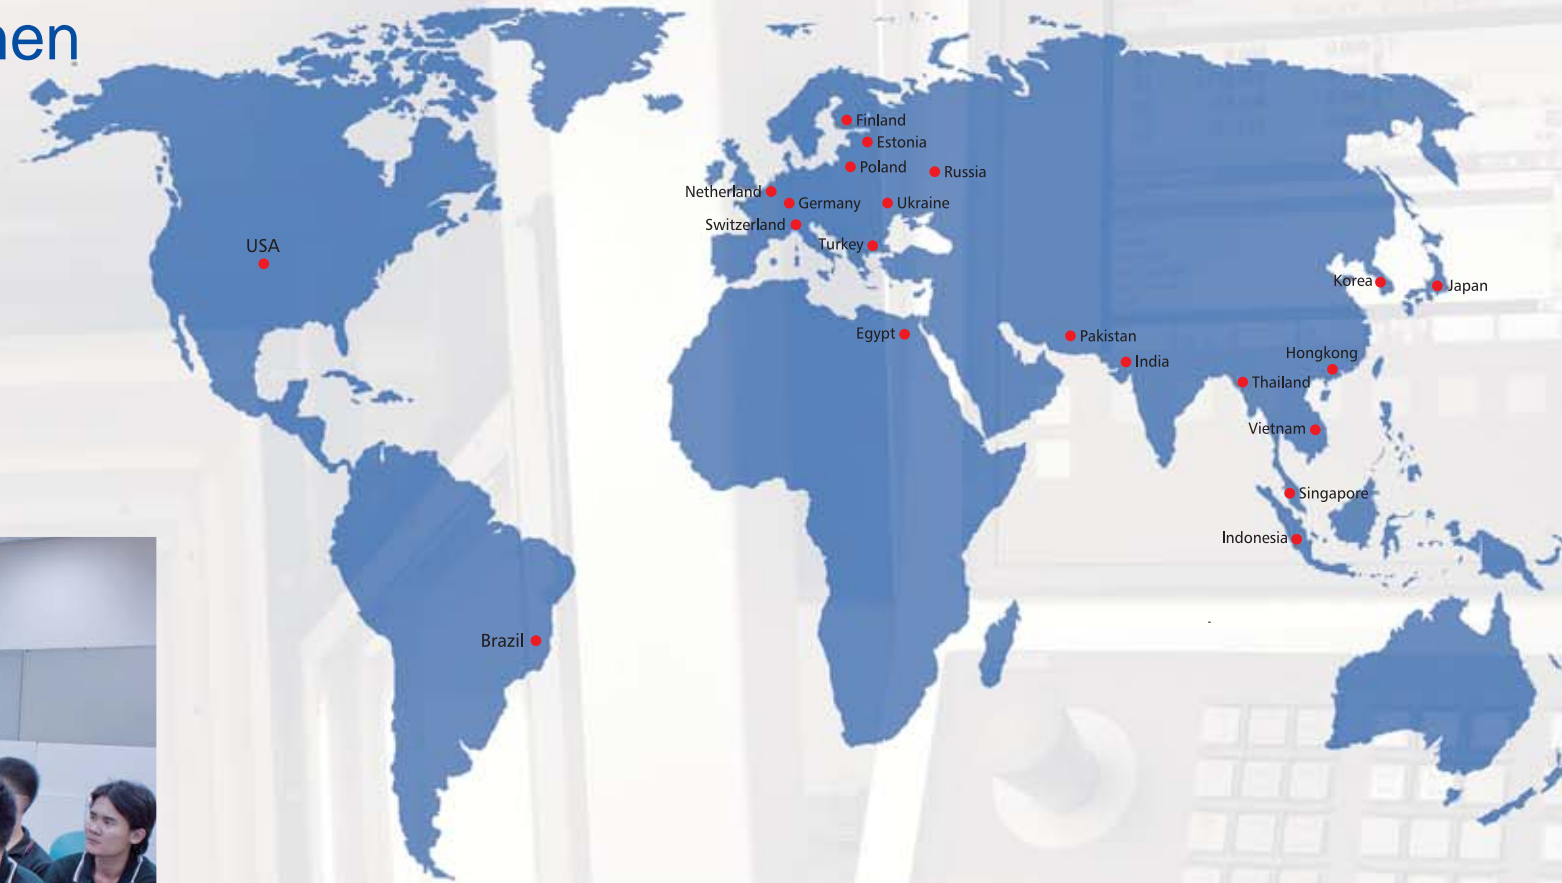 Finland
Estonia
Poland
Russia
Netherland
Germany
Ukraine
Switzerland
Turkey
USA
Korea
Japan
Egypt
Pakistan
Hongkong
India
Thailand
Vietnam
Singapore
Indonesia
Brazil